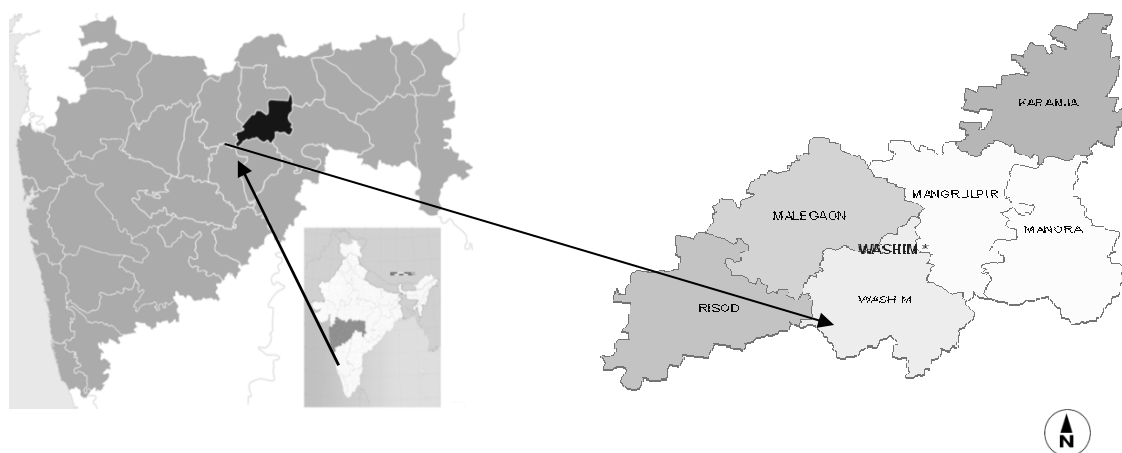 KARANJA
MANGRULPIR
MALEGAON
MANORA
WASHIM *
WASHIM
RISOD
N